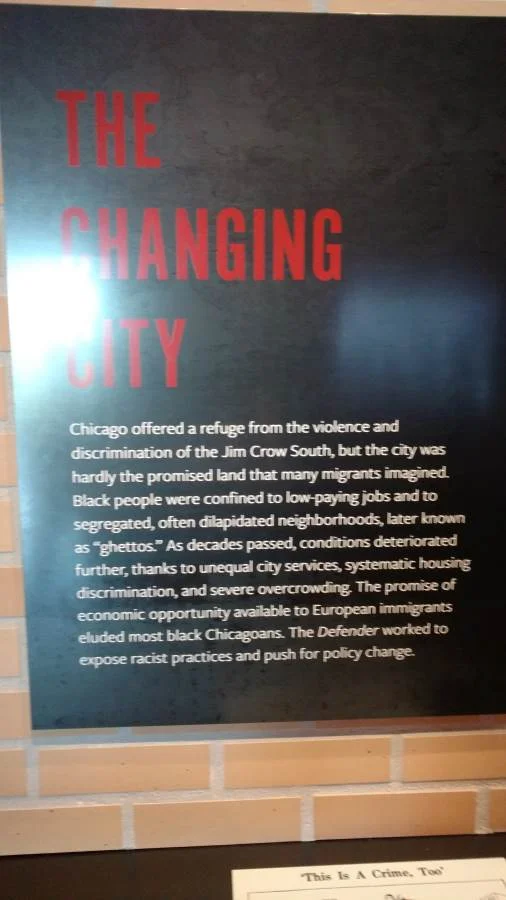 THE
CHANGING
CITY
Chicago offered a refuge from the violence and
discrimination of the Jim Crow South, but the city was
hardly the promised land that many migrants imagined.
Black people were confined to low-paying jobs and to
segregated, often dilapidated neighborhoods, later known
as “ghettos.” As decades passed, conditions deteriorated
further, thanks to unequal city services, systematic housing
discrimination, and severe overcrowding. The promise of
economic opportunity available to European immigrants
eluded most black Chicagoans. The Defender worked to
expose racist practices and push for policy change.
'This Is A Crime, Too'